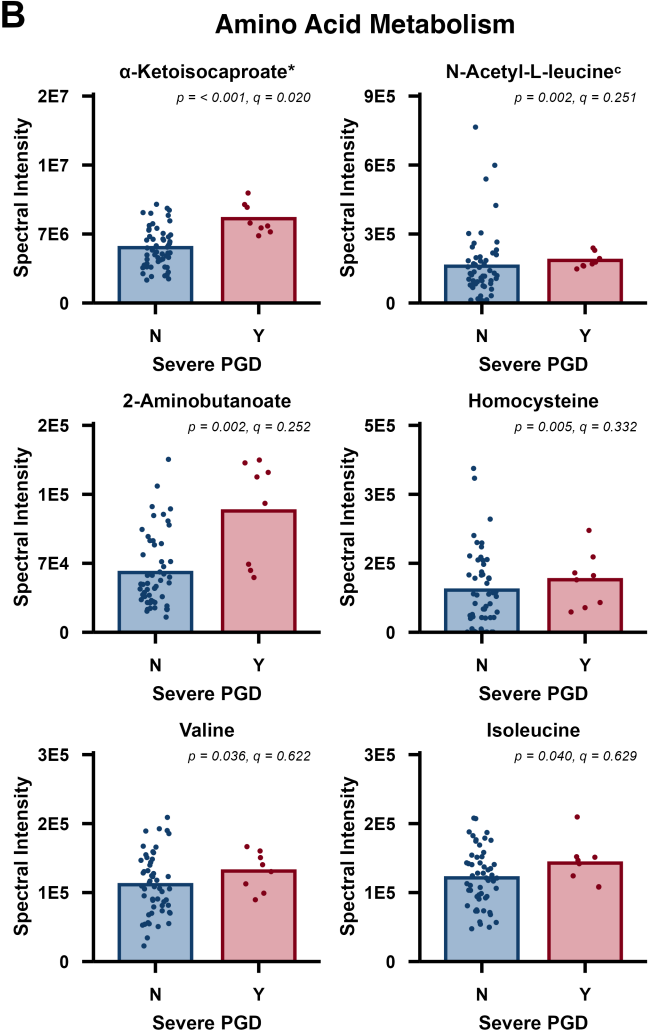 B
Amino Acid Metabolism
α-Ketoisocaproate*
p = < 0.001, q = 0.020
Spectral Intensity
2E7
1E7
7E6
0
N
Y
Severe PGD
N-Acetyl-L-leucineᶜ
p = 0.002, q = 0.251
Spectral Intensity
9E5
6E5
3E5
0
N
Y
Severe PGD
2-Aminobutanoate
p = 0.002, q = 0.252
Spectral Intensity
2E5
1E5
7E4
0
N
Y
Severe PGD
Homocysteine
p = 0.005, q = 0.332
Spectral Intensity
5E5
3E5
2E5
0
N
Y
Severe PGD
Valine
p = 0.036, q = 0.622
Spectral Intensity
3E5
2E5
1E5
0
N
Y
Severe PGD
Isoleucine
p = 0.040, q = 0.629
Spectral Intensity
3E5
2E5
1E5
0
N
Y
Severe PGD